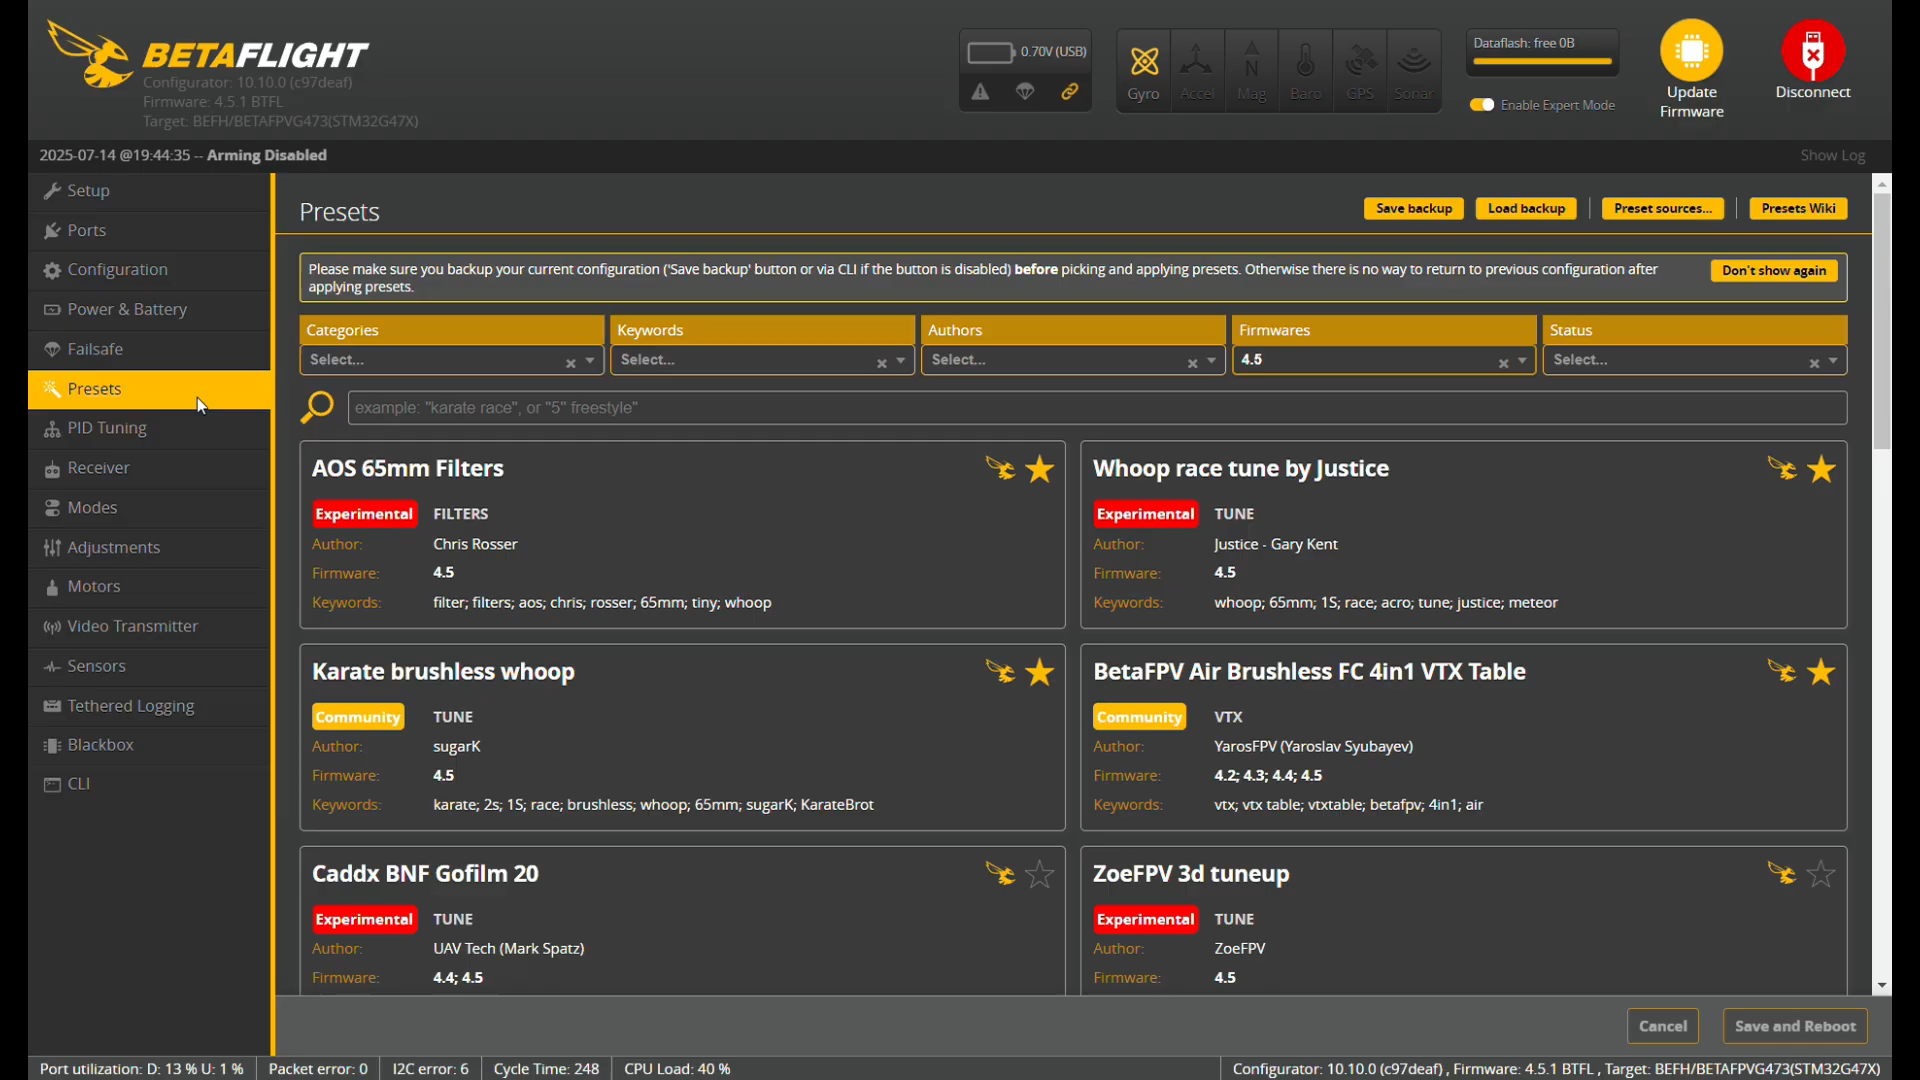 BETAFLIGHT
Configurator: 10.10.0 (c97deaf)
Firmware: 4.5.1 BTFL
Target: BEFH/BETAFPVG473(STM32G47X)
0.70V (USB)
Gyro
Accel
Mag
Baro
GPS
Sonar
Dataflash: free 0B
Enable Expert Mode
Update
Firmware
Disconnect
2025-07-14 @19:44:35 -- Arming Disabled
Show Log
Setup
Ports
Configuration
Power & Battery
Failsafe
Presets
PID Tuning
Receiver
Modes
Adjustments
Motors
Video Transmitter
Sensors
Tethered Logging
Blackbox
CLI
Presets
Save backup
Load backup
Preset sources...
Presets Wiki
Please make sure you backup your current configuration ('Save backup' button or via CLI if the button is disabled) before picking and applying presets. Otherwise there is no way to return to previous configuration after
applying presets.
Don't show again
Categories
Keywords
Authors
Firmwares
Status
Select...
Select...
Select...
4.5
Select...
example: "karate race", or "5" freestyle"
AOS 65mm Filters
Experimental FILTERS
Author: Chris Rosser
Firmware: 4.5
Keywords: filter; filters; aos; chris; rosser; 65mm; tiny; whoop
Whoop race tune by Justice
Experimental TUNE
Author: Justice - Gary Kent
Firmware: 4.5
Keywords: whoop; 65mm; 1S; race; acro; tune; justice; meteor
Karate brushless whoop
Community TUNE
Author: sugarK
Firmware: 4.5
Keywords: karate; 2s; 1S; race; brushless; whoop; 65mm; sugarK; KarateBrot
BetaFPV Air Brushless FC 4in1 VTX Table
Community VTX
Author: YarosFPV (Yaroslav Syubayev)
Firmware: 4.2; 4.3; 4.4; 4.5
Keywords: vtx; vtx table; vtxtable; betafpv; 4in1; air
Caddx BNF Gofilm 20
Experimental TUNE
Author: UAV Tech (Mark Spatz)
Firmware: 4.4; 4.5
ZoeFPV 3d tuneup
Experimental TUNE
Author: ZoeFPV
Firmware: 4.5
Cancel
Save and Reboot
Port utilization: D: 13 % U: 1 %
Packet error: 0
I2C error: 6
Cycle Time: 248
CPU Load: 40 %
Configurator: 10.10.0 (c97deaf) , Firmware: 4.5.1 BTFL , Target: BEFH/BETAFPVG473(STM32G47X)